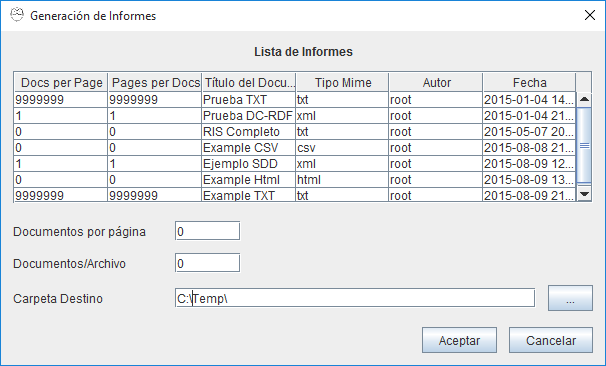 Generación de Informes
Lista de Informes
Docs per Page Pages per Docs Título del Docu... Tipo Mime Autor Fecha
9999999 9999999 Prueba TXT txt root 2015-01-04 14...
1 1 Prueba DC-RDF xml root 2015-01-04 21...
0 0 RIS Completo txt root 2015-05-07 20...
0 0 Example CSV csv root 2015-08-08 21...
1 1 Ejemplo SDD xml root 2015-08-09 12...
0 0 Example Html html root 2015-08-09 13...
9999999 9999999 Example TXT txt root 2015-08-09 21...
Documentos por página 0
Documentos/Archivo 0
Carpeta Destino C:\Temp\ ...
Aceptar Cancelar